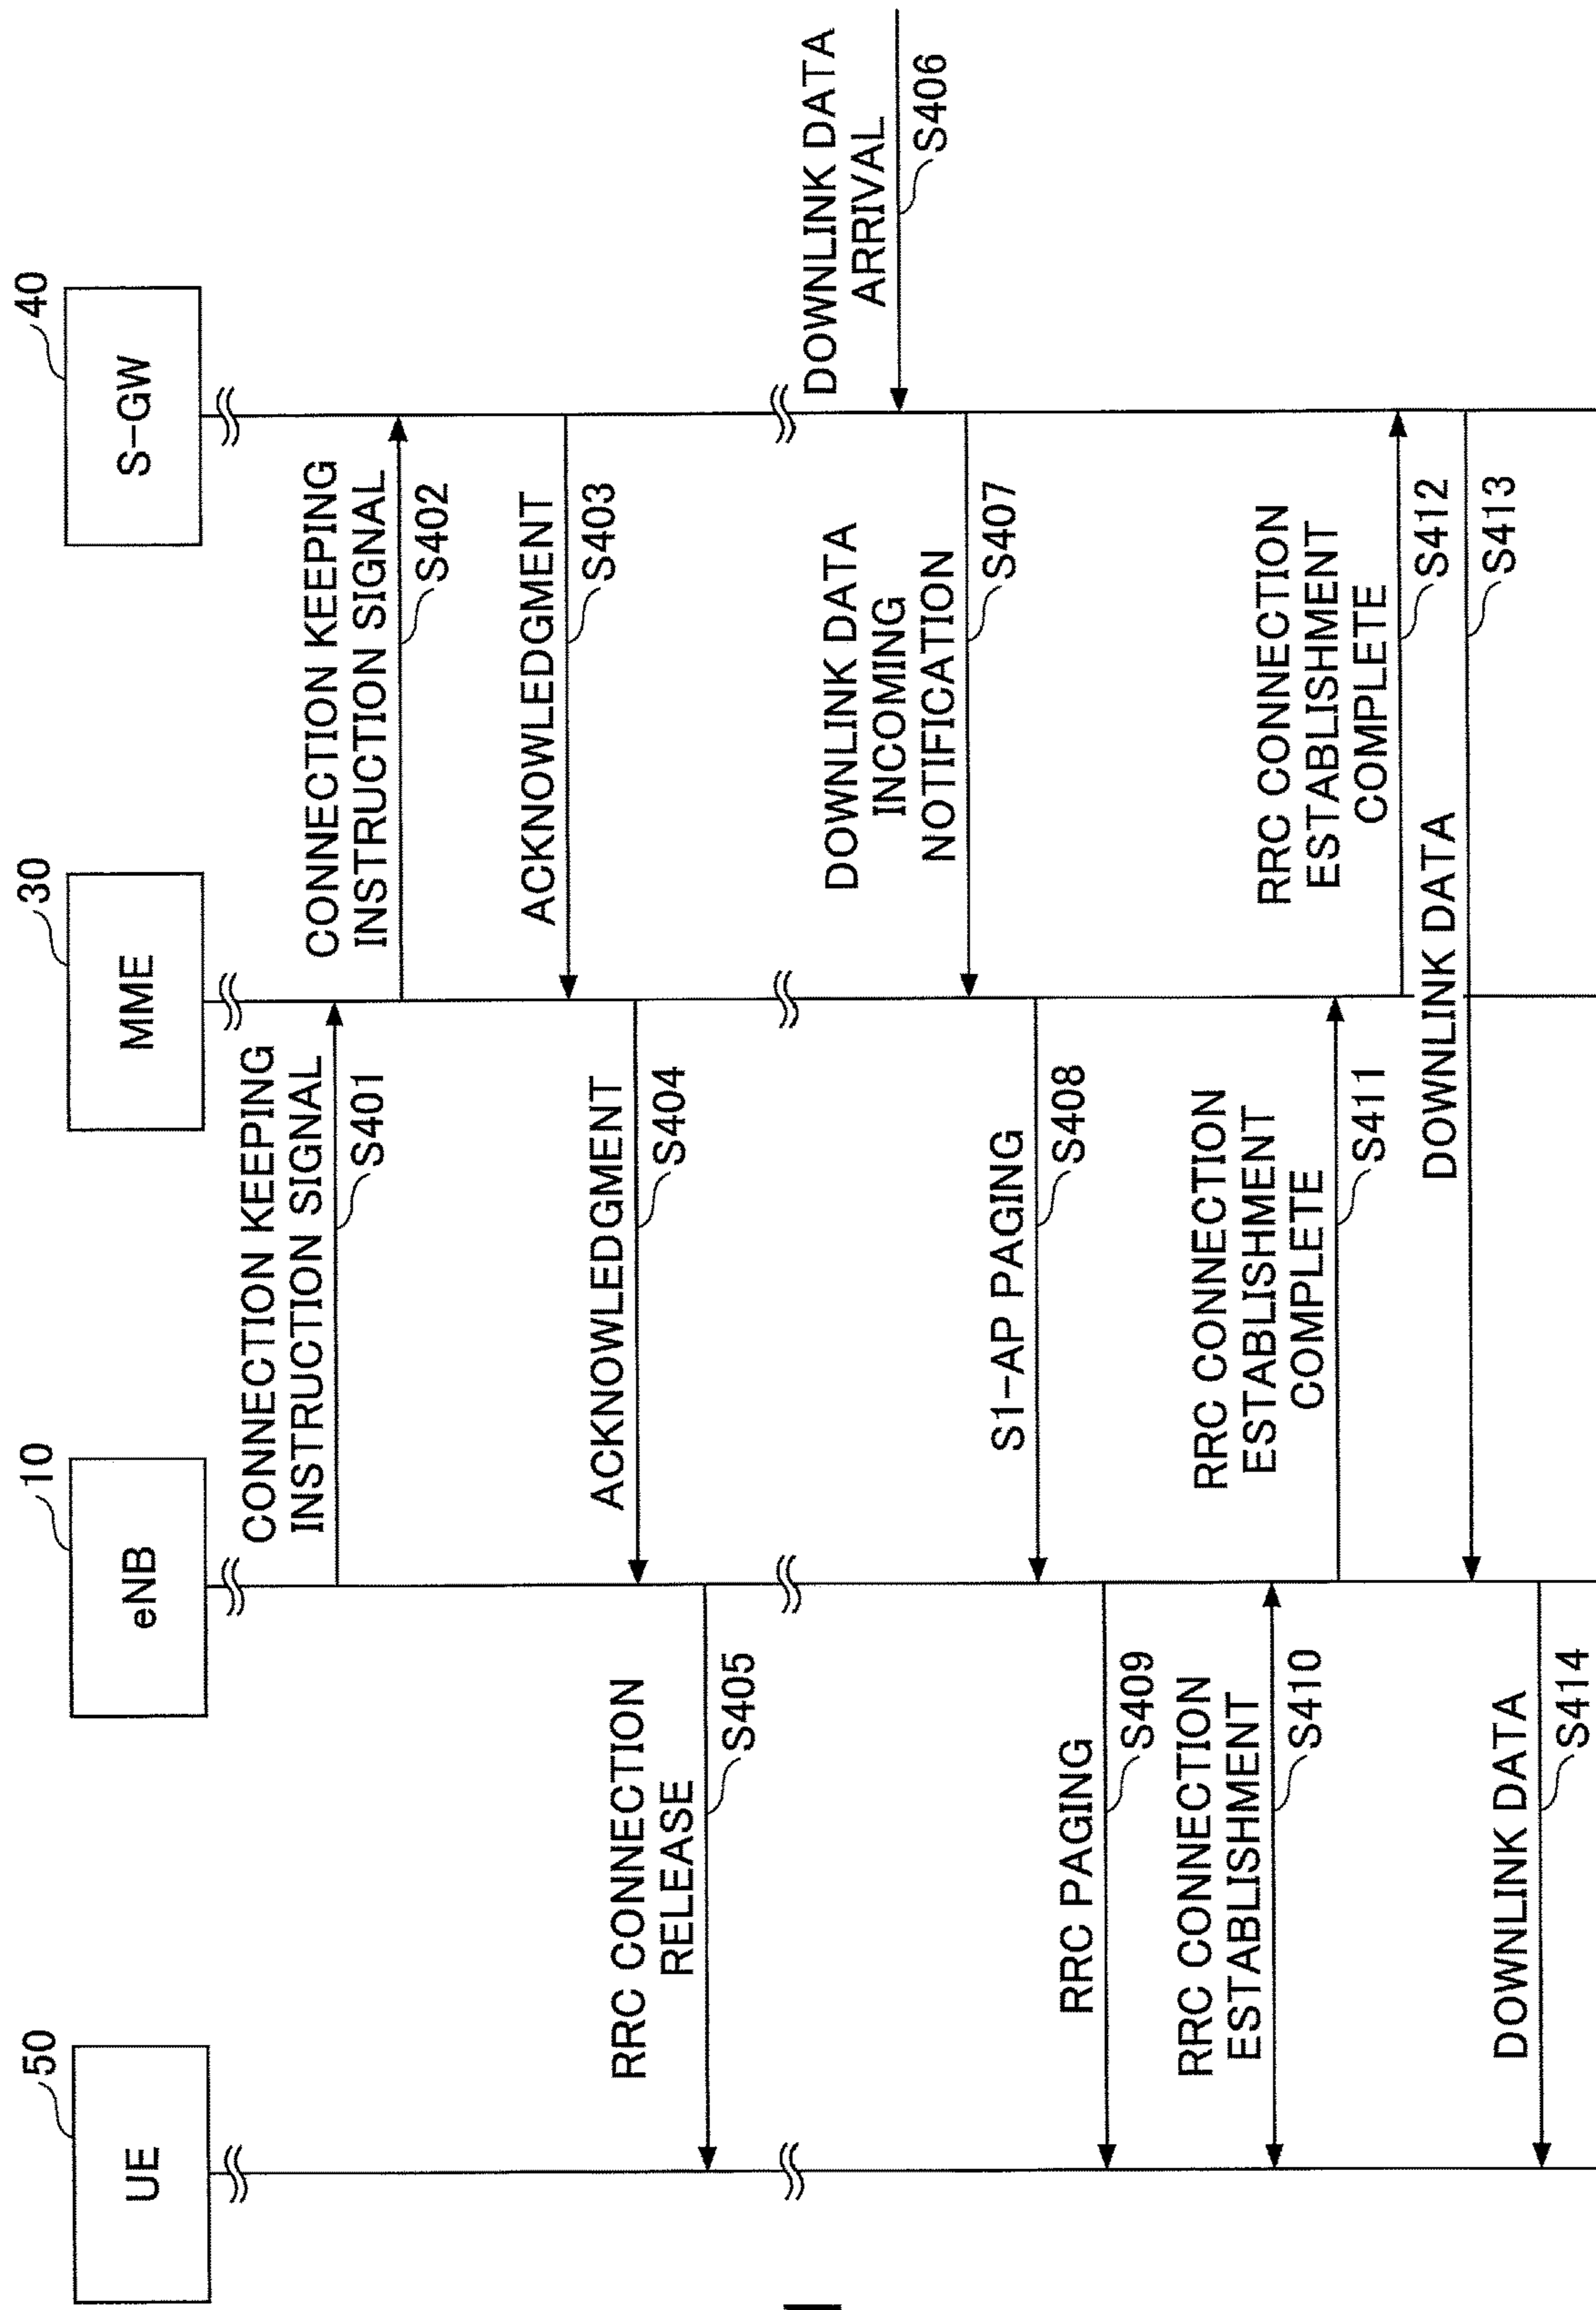 UE
50
eNB
10
MME
30
S-GW
40
CONNECTION KEEPING
INSTRUCTION SIGNAL
S401
CONNECTION KEEPING
INSTRUCTION SIGNAL
S402
ACKNOWLEDGMENT
S403
ACKNOWLEDGMENT
S404
RRC CONNECTION
RELEASE
S405
DOWNLINK DATA
ARRIVAL
S406
DOWNLINK DATA
INCOMING
NOTIFICATION
S407
S1-AP PAGING
S408
RRC PAGING
S409
RRC CONNECTION
ESTABLISHMENT
S410
RRC CONNECTION
ESTABLISHMENT
COMPLETE
S411
RRC CONNECTION
ESTABLISHMENT
COMPLETE
S412
DOWNLINK DATA
S413
DOWNLINK DATA
S414